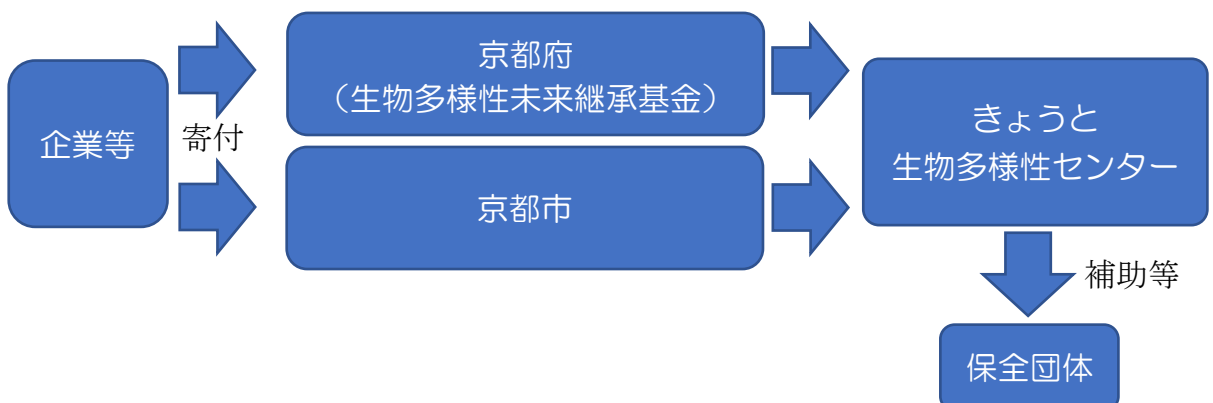 企業等
寄付
京都府
（生物多様性未来継承基金）
京都市
きょうと
生物多様性センター
補助等
保全団体